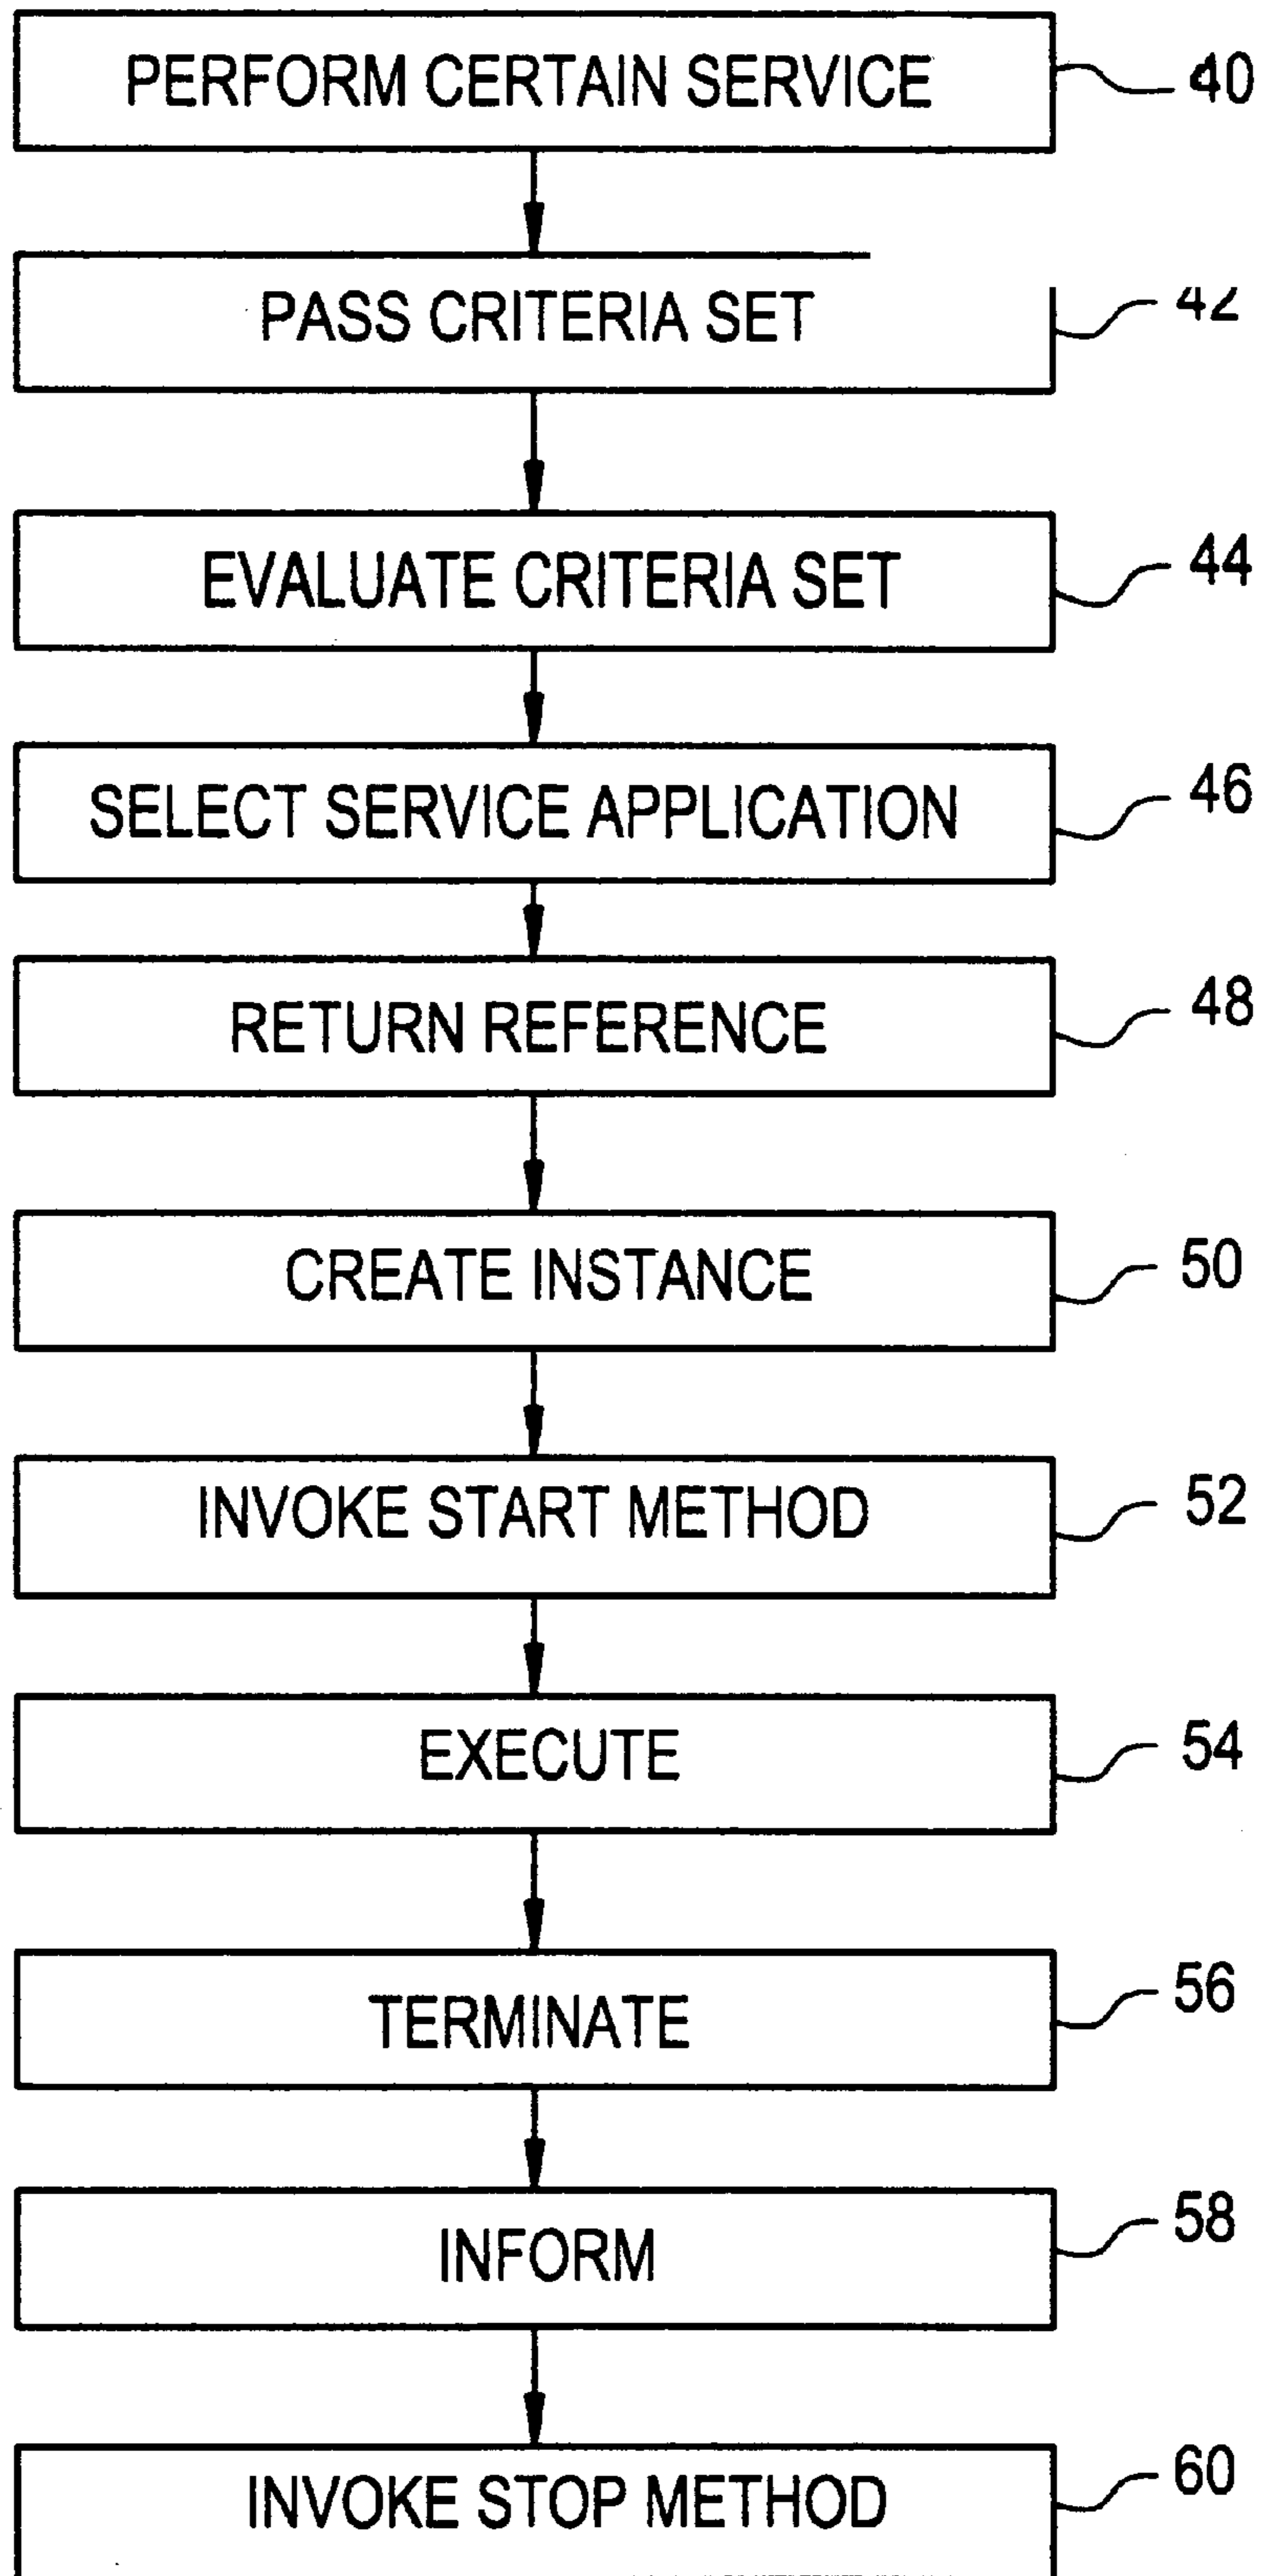 PERFORM CERTAIN SERVICE 40
PASS CRITERIA SET 42
EVALUATE CRITERIA SET 44
SELECT SERVICE APPLICATION 46
RETURN REFERENCE 48
CREATE INSTANCE 50
INVOKE START METHOD 52
EXECUTE 54
TERMINATE 56
INFORM 58
INVOKE STOP METHOD 60